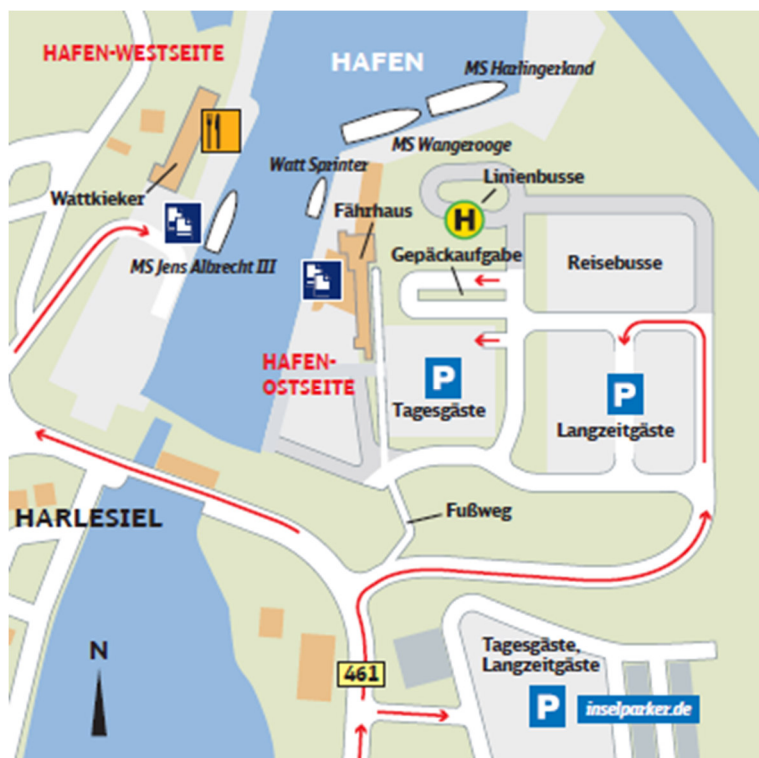 HAFEN-WESTSEITE
HAFEN
MS Harlingerland
MS Wangerooge
Watt Sprinter
Linienbusse
Wattkieker
Fährhaus
H
Gepäckaufgabe
Reisebusse
MS Jens Albrecht III
HAFEN-
OSTSEITE
P
Tagesgäste
P
Langzeitgäste
HARLESIEL
Fußweg
N
461
Tagesgäste,
Langzeitgäste
P
inselparker.de